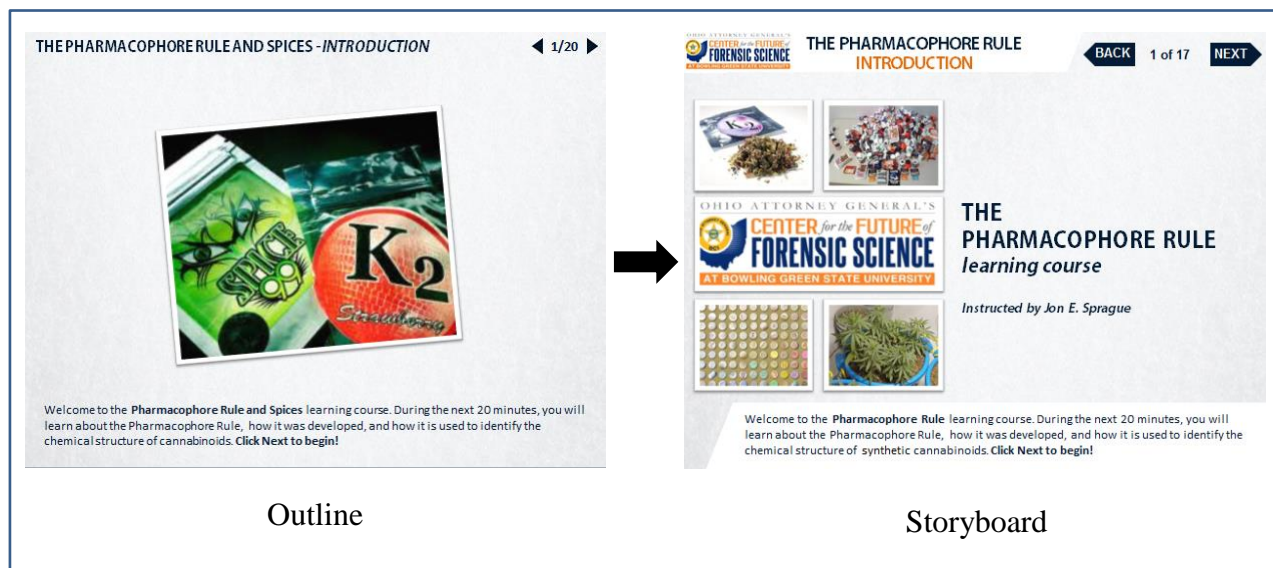 THE PHARMACOPHORE RULE AND SPICES - INTRODUCTION
1/20
SPICE
99
K2
Strawberry
Welcome to the Pharmacophore Rule and Spices learning course. During the next 20 minutes, you will
learn about the Pharmacophore Rule, how it was developed, and how it is used to identify the
chemical structure of cannabinoids. Click Next to begin!
Outline
CENTER for the FUTURE of
FORENSIC SCIENCE
AT BOWLING GREEN STATE UNIVERSITY
THE PHARMACOPHORE RULE
INTRODUCTION
BACK
1 of 17
NEXT
K2
OHIO ATTORNEY GENERAL'S
CENTER for the FUTURE of
FORENSIC SCIENCE
AT BOWLING GREEN STATE UNIVERSITY
THE
PHARMACOPHORE RULE
learning course
Instructed by Jon E. Sprague
Welcome to the Pharmacophore Rule learning course. During the next 20 minutes, you will
learn about the Pharmacophore Rule, how it was developed, and how it is used to identify the
chemical structure of synthetic cannabinoids. Click Next to begin!
Storyboard